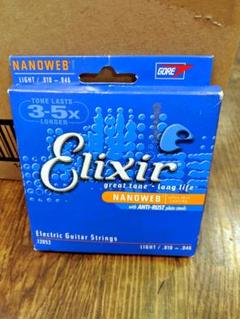 NANOWEB
LIGHT / .010 - .046
GORE
TONE LASTS
3-5x
LONGER
Elixir
great tone • long life
NANOWEB
with ANTI-RUST plain steels
Electric Guitar Strings
12052
LIGHT / .010 - .046